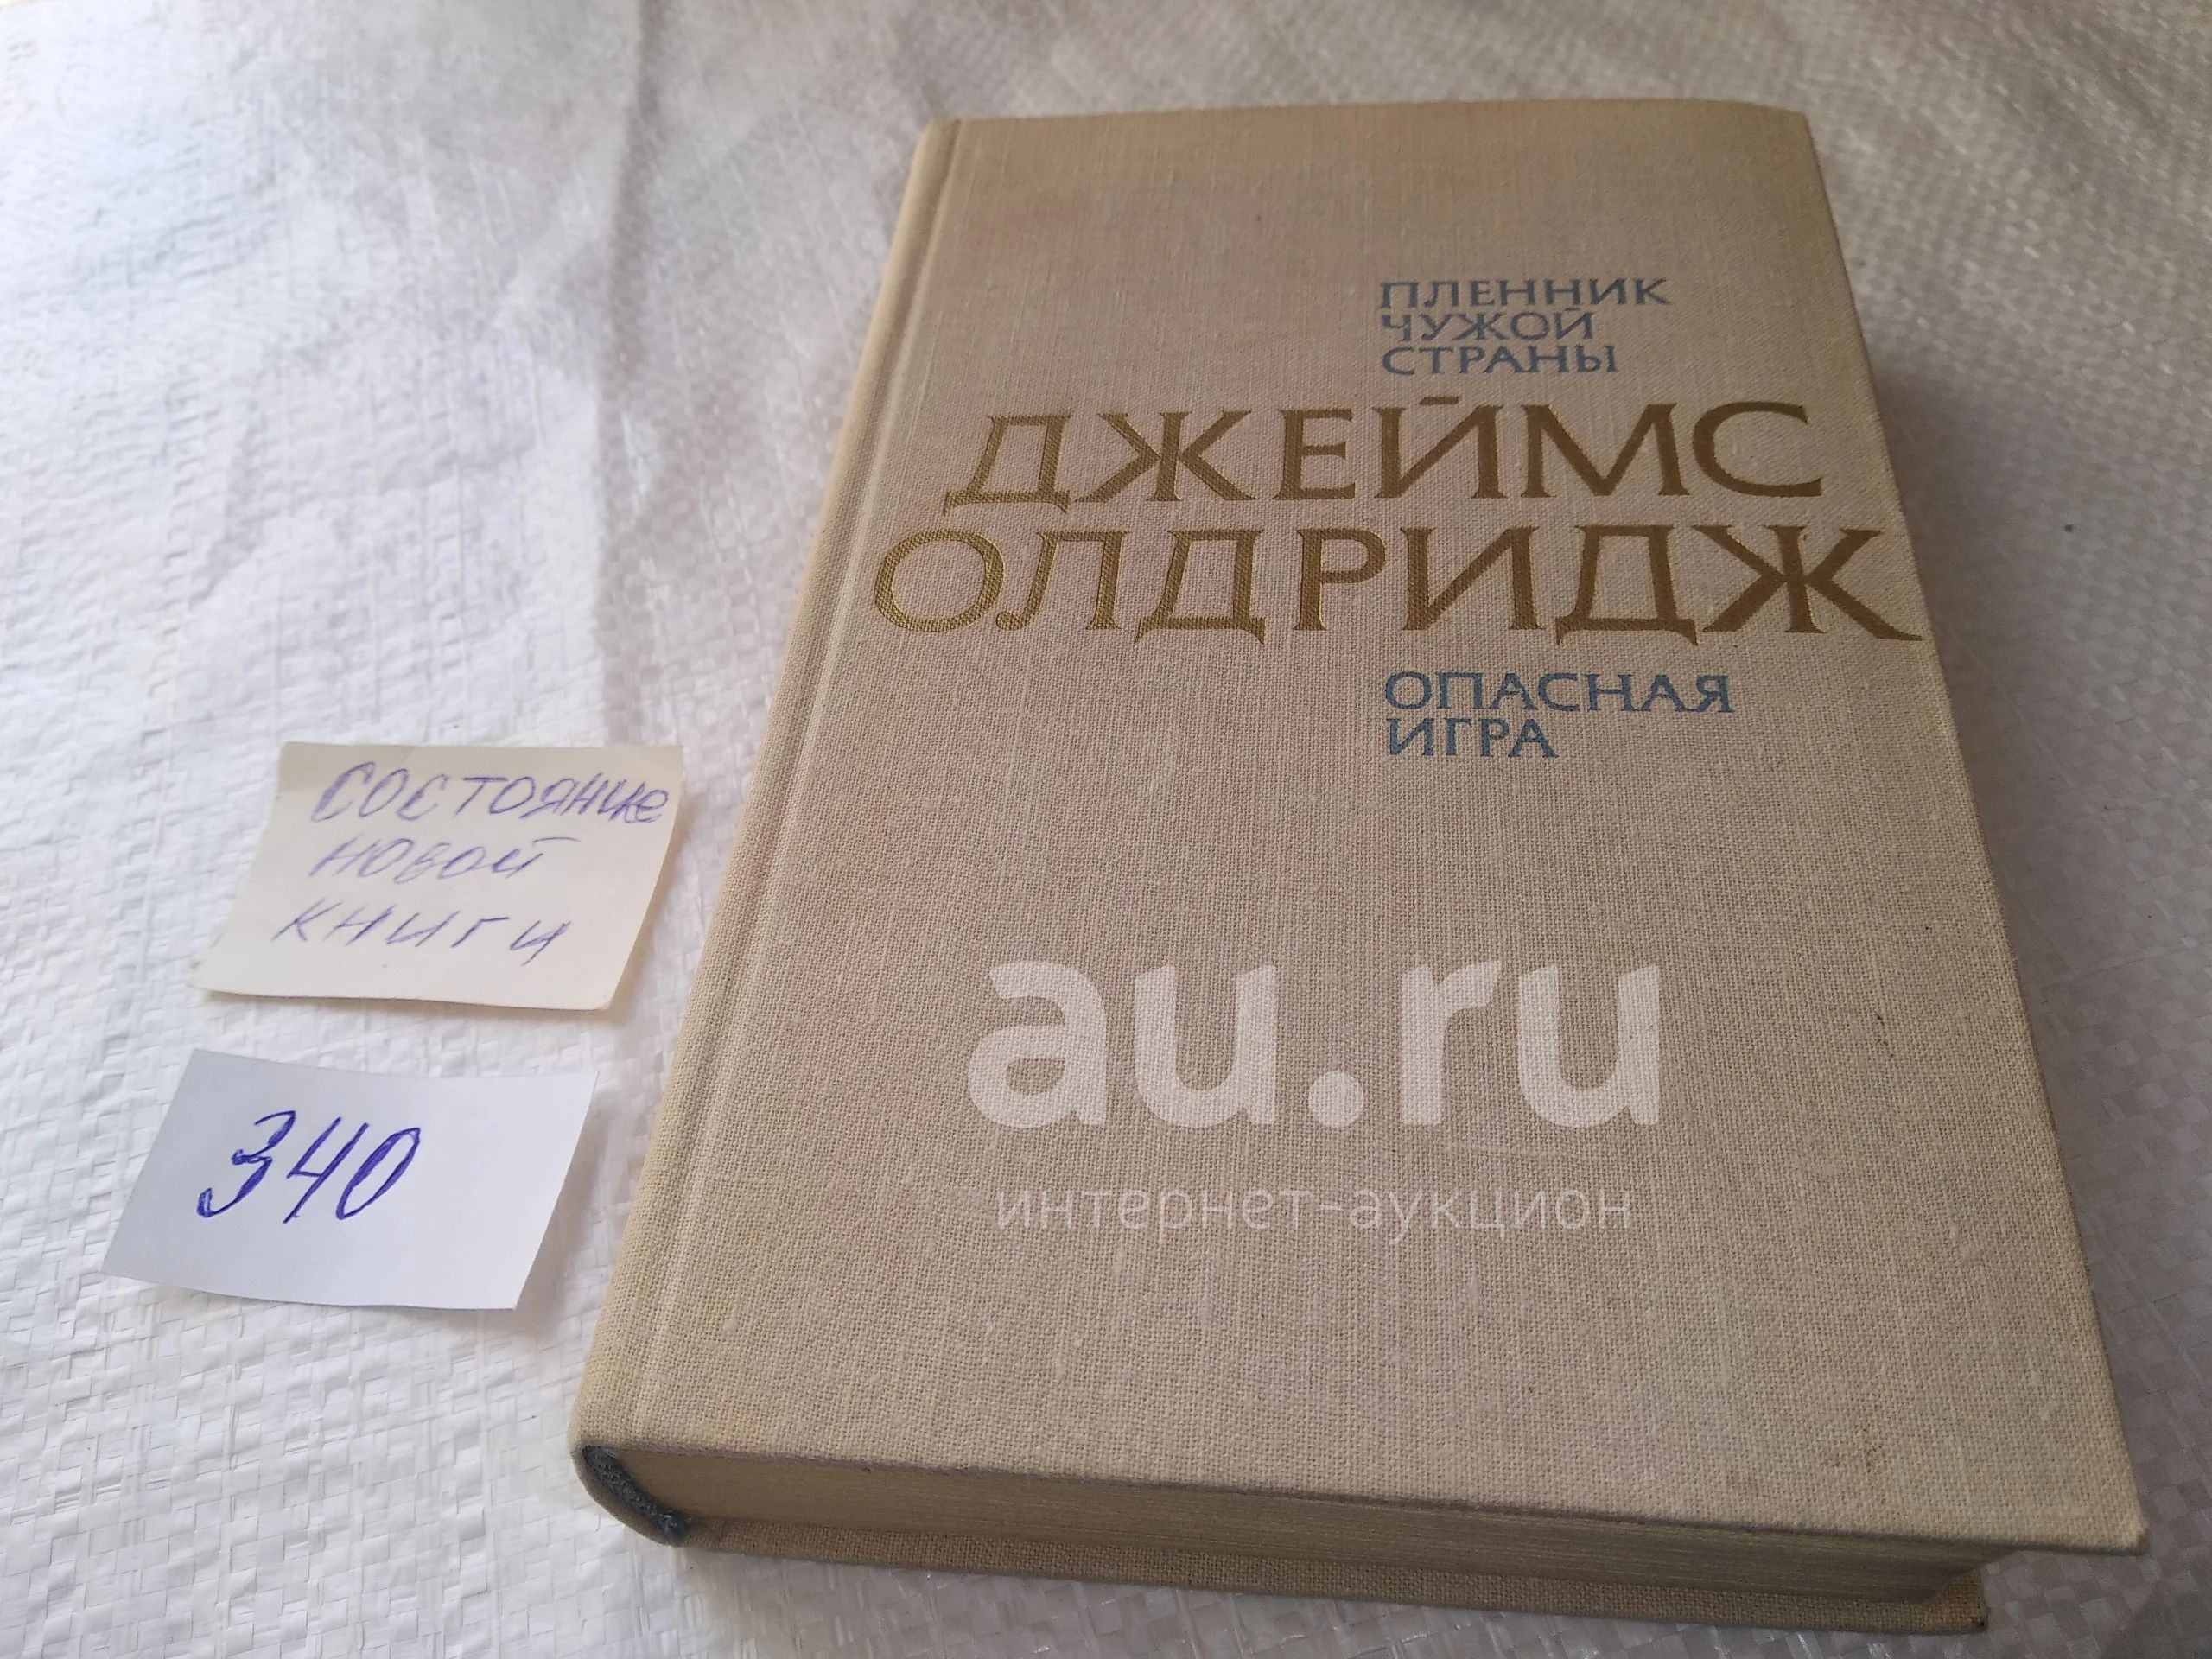 ПЛЕННИК
ЧУЖОЙ
СТРАНЫ
ДЖЕЙМС
ОЛДРИДЖ
ОПАСНАЯ
ИГРА
СОСТОЯНИЕ
НОВОЙ
КНИГИ
340
au.ru
интернет-аукцион